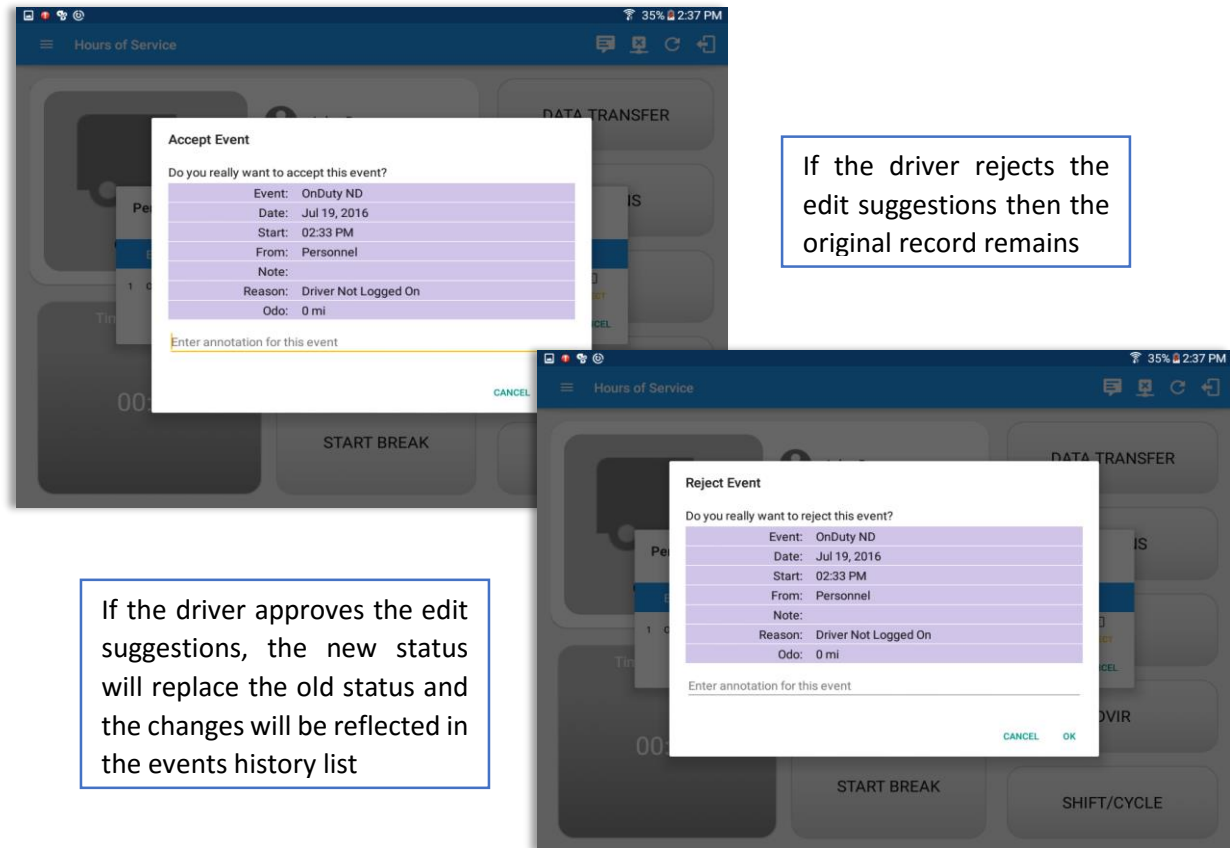 35% 2:37 PM
Hours of Service
DATA TRANSFER
Accept Event
Do you really want to accept this event?
Event: OnDuty ND
Date: Jul 19, 2016
Start: 02:33 PM
From: Personnel
Note:
Reason: Driver Not Logged On
Odo: 0 mi
Enter annotation for this event
CANCEL
START BREAK
If the driver rejects the
edit suggestions then the
original record remains
35% 2:37 PM
Hours of Service
DATA TRANSFER
Reject Event
Do you really want to reject this event?
Event: OnDuty ND
Date: Jul 19, 2016
Start: 02:33 PM
From: Personnel
Note:
Reason: Driver Not Logged On
Odo: 0 mi
Enter annotation for this event
CANCEL OK
START BREAK
SHIFT/CYCLE
If the driver approves the edit
suggestions, the new status
will replace the old status and
the changes will be reflected in
the events history list